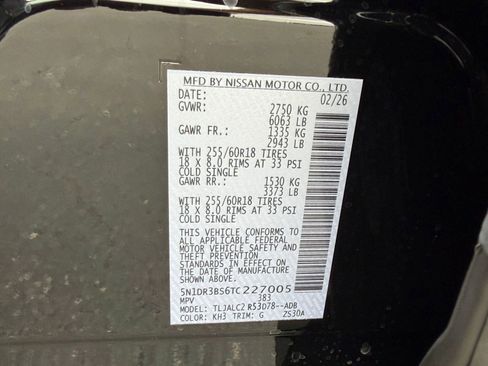 MFD BY NISSAN MOTOR CO., LTD.
DATE: 02/26
GVWR: 2750 KG
6063 LB
GAWR FR.: 1335 KG
2943 LB
WITH 255/60R18 TIRES
18 X 8.0 RIMS AT 33 PSI
COLD SINGLE
GAWR RR.: 1530 KG
3373 LB
WITH 255/60R18 TIRES
18 X 8.0 RIMS AT 33 PSI
COLD SINGLE
THIS VEHICLE CONFORMS TO
ALL APPLICABLE FEDERAL
MOTOR VEHICLE SAFETY AND
THEFT PREVENTION
STANDARDS IN EFFECT ON
THE DATE OF MANUFACTURE
SHOWN ABOVE.
5N1DR3BS6TC227005
MPV 383
MODEL: TLJALC2 R53D78--ADB
COLOR: KH3 TRIM: G ZS30A